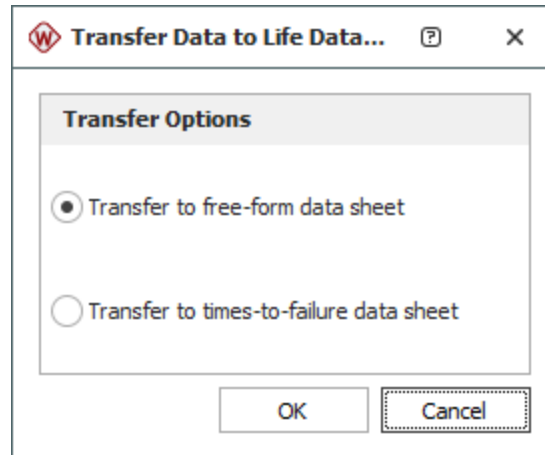 W Transfer Data to Life Data... ?
Transfer Options
Transfer to free-form data sheet
Transfer to times-to-failure data sheet
OK Cancel